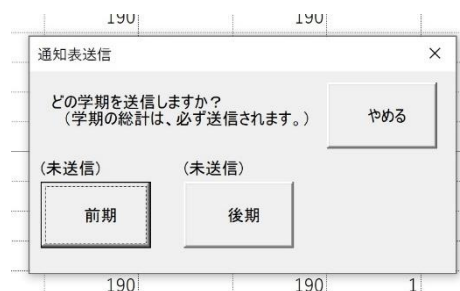 190 190
通知表送信
どの学期を送信しますか？
（学期の総計は、必ず送信されます。）
やめる
(未送信) (未送信)
前期 後期
190 190 1